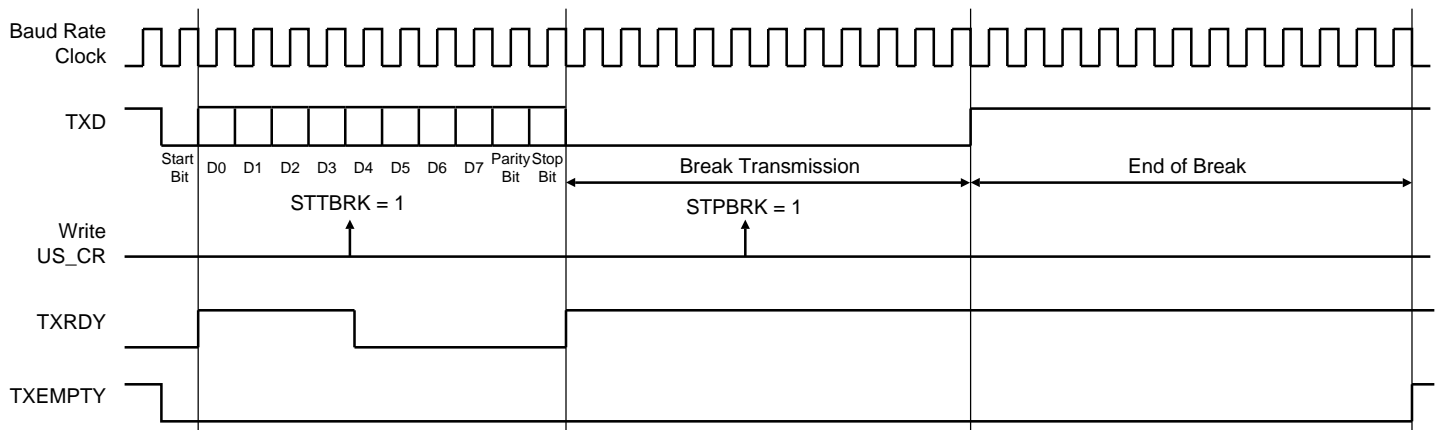 Baud Rate
Clock
TXD
Start
Bit
D0
D1
D2
D3
D4
D5
D6
D7
Parity
Bit
Stop
Bit
Break Transmission
End of Break
STTBRK = 1
STPBRK = 1
Write
US_CR
TXRDY
TXEMPTY